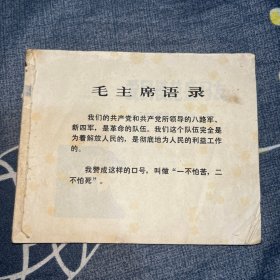 毛主席语录
我们的共产党和共产党所领导的八路军、
新四军，是革命的队伍。我们这个队伍完全是
为着解放人民的，是彻底地为人民的利益工作
的。
我赞成这样的口号，叫做“一不怕苦，二
不怕死”。